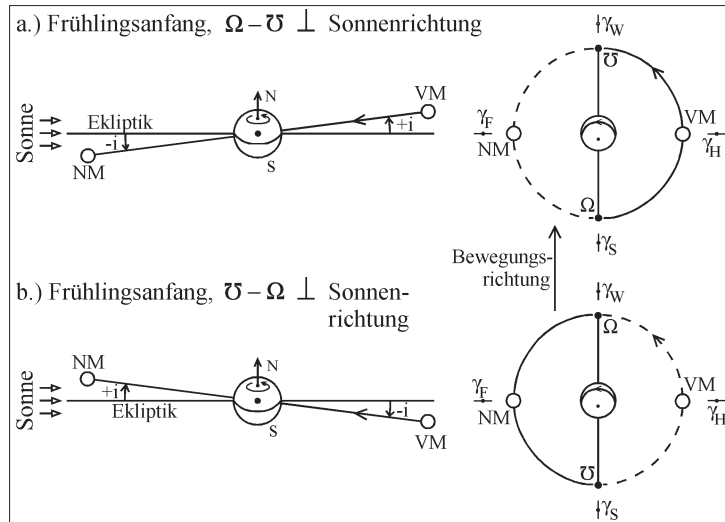 a.) Frühlingsanfang, Ω – ℧ ⊥ Sonnenrichtung
Sonne
Ekliptik
-i
NM
N
S
+i
VM
γW
℧
γF
NM
VM
γH
Ω
γS
Bewegungs-
richtung
b.) Frühlingsanfang, ℧ – Ω ⊥ Sonnen-
richtung
Sonne
NM
+i
Ekliptik
N
S
-i
VM
γW
Ω
γF
NM
VM
γH
℧
γS